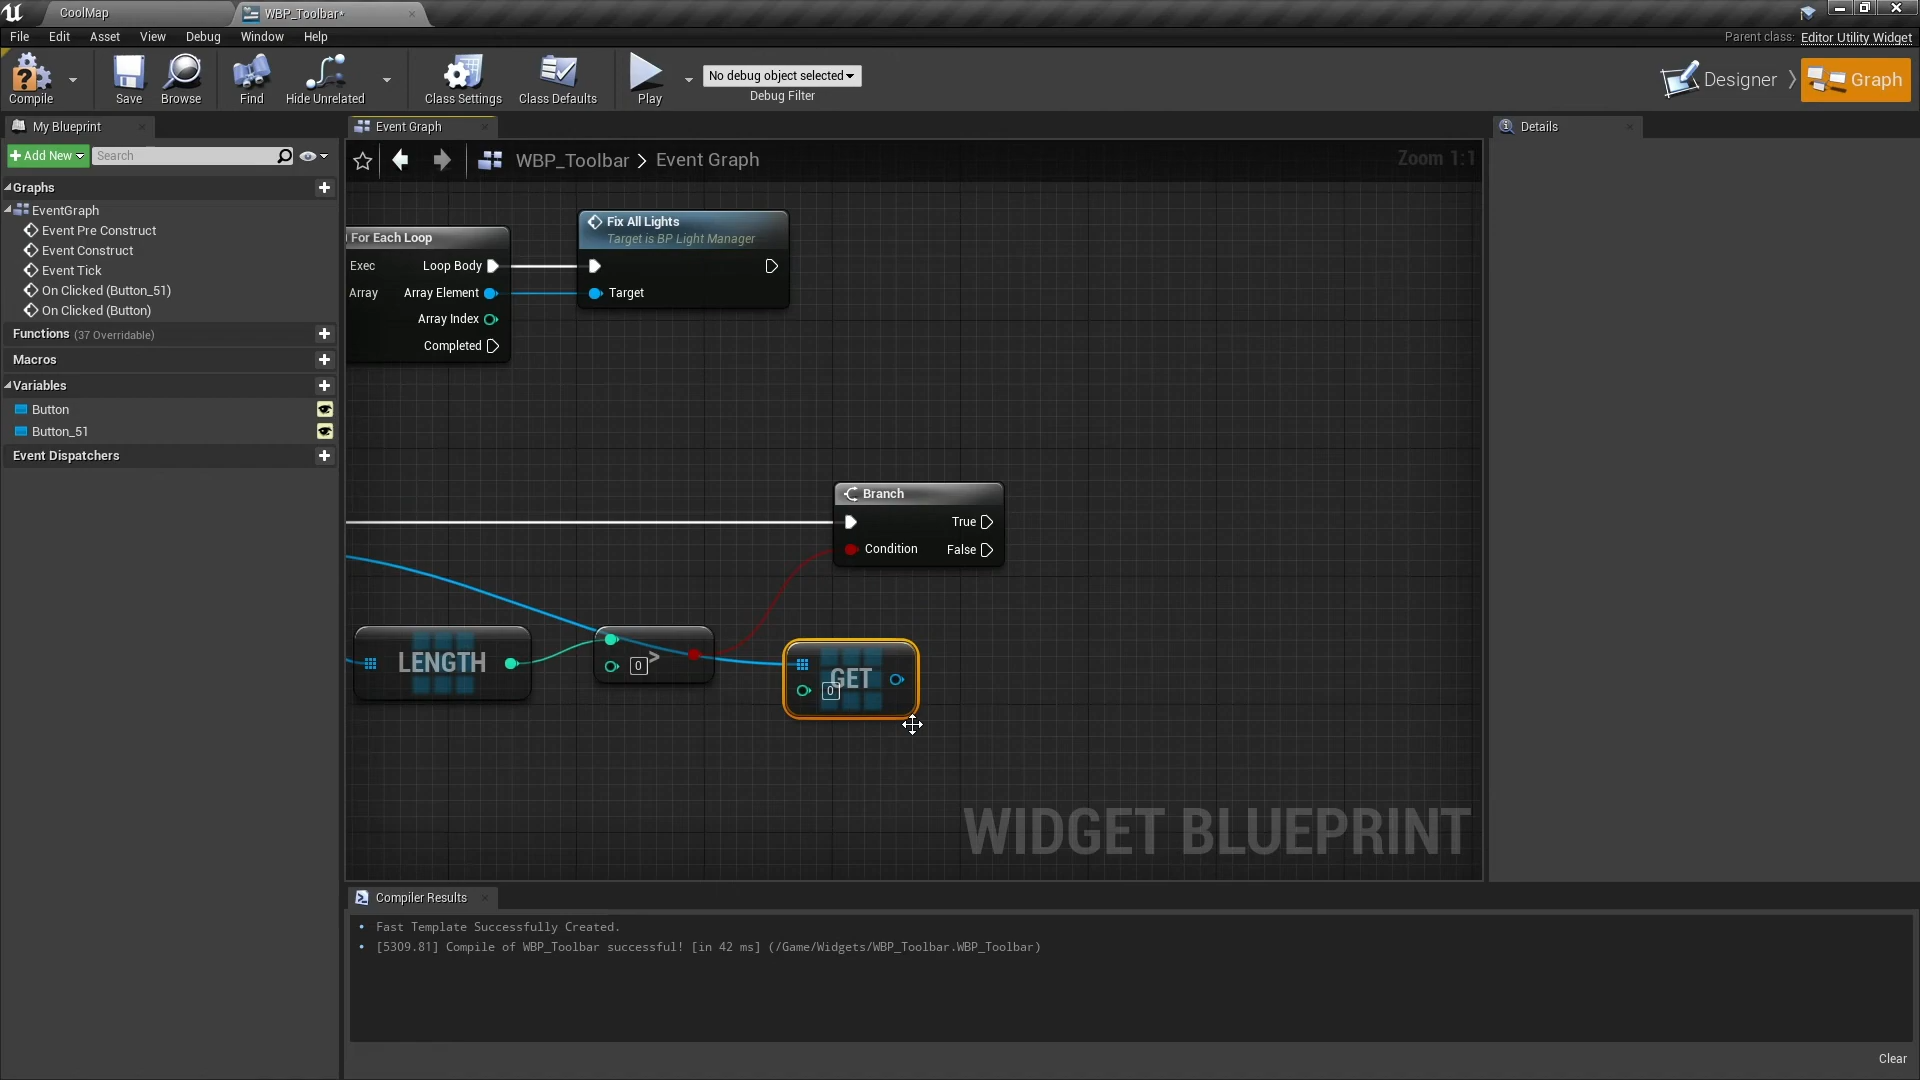 CoolMap
WBP_Toolbar*
File Edit Asset View Debug Window Help
Parent class: Editor Utility Widget
Compile
Save
Browse
Find
Hide Unrelated
Class Settings
Class Defaults
Play
No debug object selected
Debug Filter
Designer
Graph
My Blueprint
Event Graph
Details
Add New
Search
WBP_Toolbar > Event Graph
Zoom 1:1
Graphs
EventGraph
Event Pre Construct
Event Construct
Event Tick
On Clicked (Button_51)
On Clicked (Button)
Functions (37 Overridable)
Macros
Variables
Button
Button_51
Event Dispatchers
For Each Loop
Exec Loop Body
Array Array Element
Array Index
Completed
Fix All Lights
Target is BP Light Manager
Target
Branch
True
Condition False
LENGTH
>
0
GET
0
WIDGET BLUEPRINT
Compiler Results
• Fast Template Successfully Created.
• [5309.81] Compile of WBP_Toolbar successful! [in 42 ms] (/Game/Widgets/WBP_Toolbar.WBP_Toolbar)
Clear